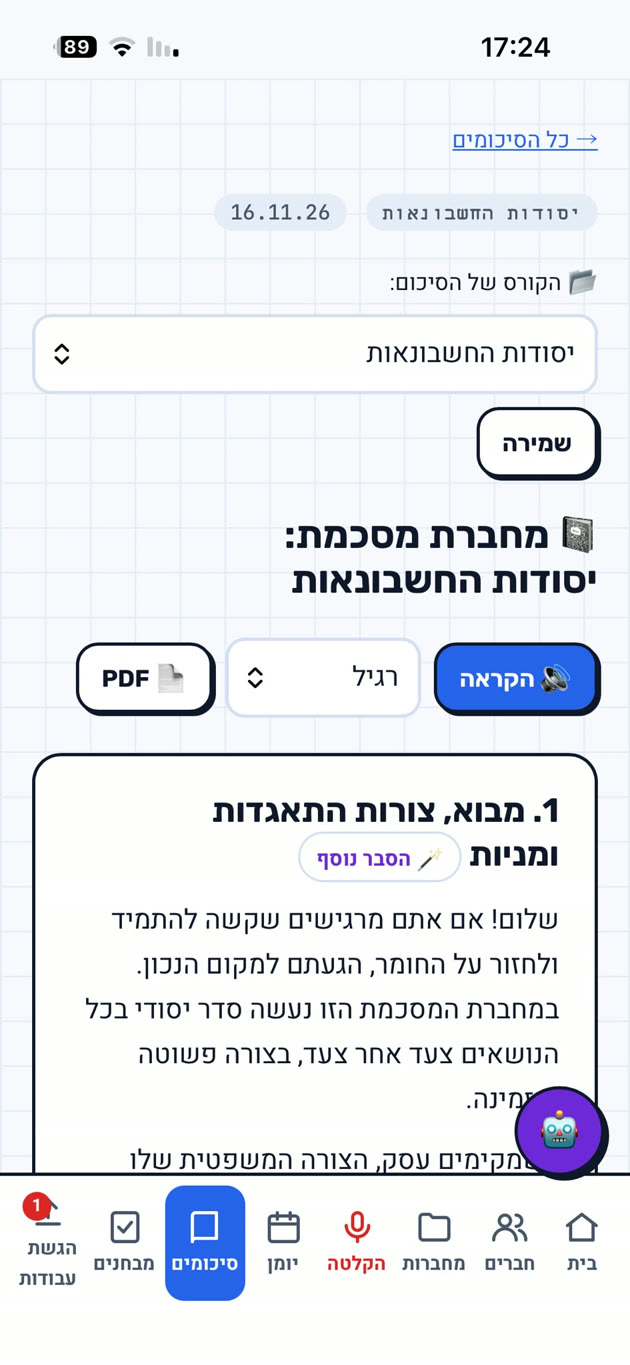 17:24
89
→ כל הסיכומים
יסודות החשבונאות
16.11.26
הקורס של הסיכום:
יסודות החשבונאות
שמירה
מחברת מסכמת:
יסודות החשבונאות
הקראה
רגיל
PDF
1. מבוא, צורות התאגדות
ומניות
הסבר נוסף
שלום! אם אתם מרגישים שקשה להתמיד
ולחזור על החומר, הגעתם למקום הנכון.
במחברת המסכמת הזו נעשה סדר יסודי בכל
הנושאים צעד אחר צעד, בצורה פשוטה
עסק, הצורה המשפטית שלו
בית
חברים
מחברות
הקלטה
יומן
סיכומים
מבחנים
1
הגשת
עבודות